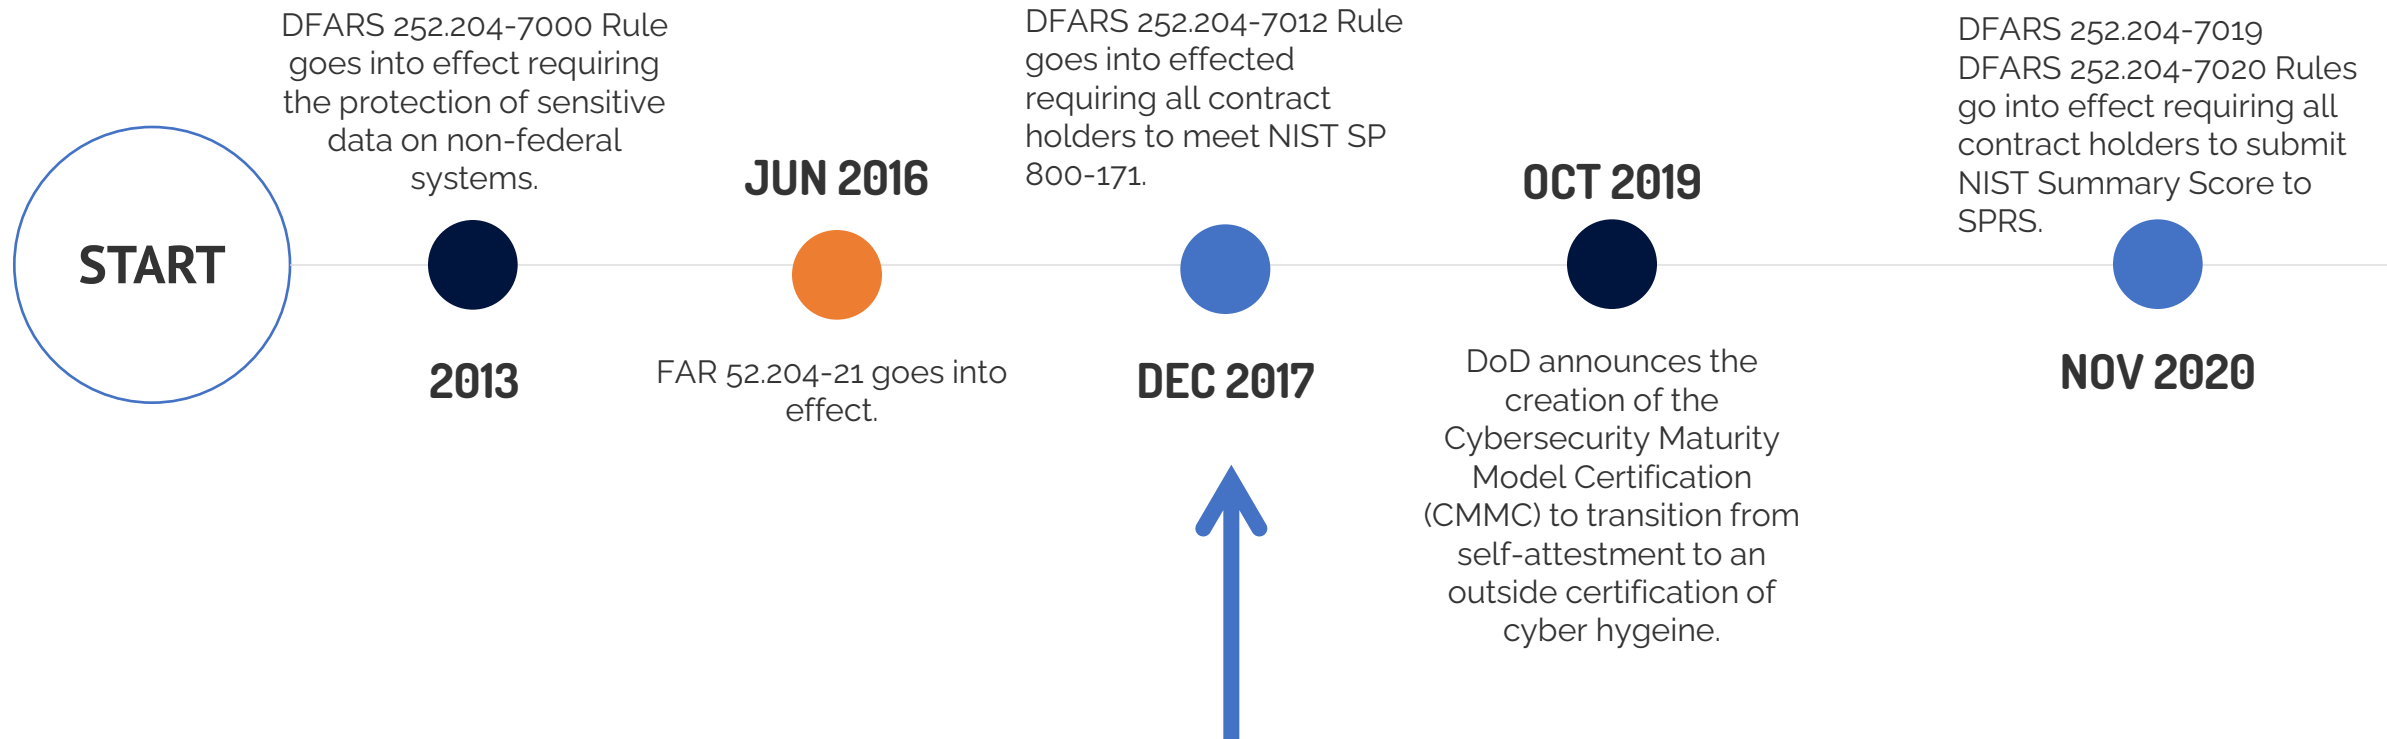 START
DFARS 252.204-7000 Rule
goes into effect requiring
the protection of sensitive
data on non-federal
systems.
2013
JUN 2016
FAR 52.204-21 goes into
effect.
DFARS 252.204-7012 Rule
goes into effected
requiring all contract
holders to meet NIST SP
800-171.
DEC 2017
OCT 2019
DoD announces the
creation of the
Cybersecurity Maturity
Model Certification
(CMMC) to transition from
self-attestment to an
outside certification of
cyber hygeine.
DFARS 252.204-7019
DFARS 252.204-7020 Rules
go into effect requiring all
contract holders to submit
NIST Summary Score to
SPRS.
NOV 2020